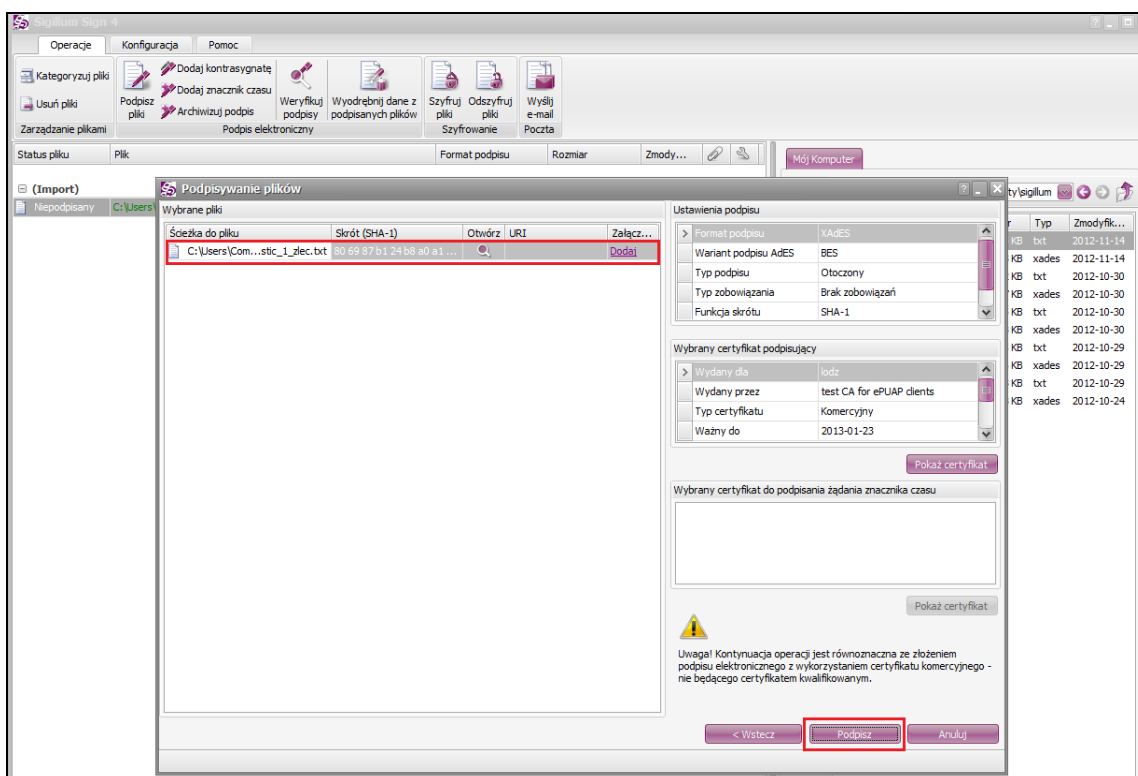 Sigillum Sign 4
Operacje Konfiguracja Pomoc
Kategoryzuj pliki
Usuń pliki
Zarządzanie plikami
Podpisz pliki
Dodaj kontrasygnatę
Dodaj znacznik czasu
Archiwizuj podpis
Weryfikuj podpisy
Wyodrębnij dane z podpisanych plików
Podpis elektroniczny
Szyfruj pliki
Odszyfruj pliki
Szyfrowanie
Wyślij e-mail
Poczta
Status pliku Plik Format podpisu Rozmiar Zmody...
Mój Komputer
(Import)
Niepodpisany C:\Users\
ty\sigillum
Typ Zmodyfik...
KB txt 2012-11-14
KB xades 2012-11-14
KB txt 2012-10-30
KB xades 2012-10-30
KB txt 2012-10-30
KB xades 2012-10-30
KB txt 2012-10-29
KB xades 2012-10-29
KB txt 2012-10-29
KB xades 2012-10-24
Podpisywanie plików
Wybrane pliki
Ścieżka do pliku Skrót (SHA-1) Otwórz URI Załącz...
C:\Users\Com...stic_1_zlec.txt 80 69 87 b1 24 b8 a0 a1 ... Dodaj
Ustawienia podpisu
Format podpisu XAdES
Wariant podpisu AdES BES
Typ podpisu Otoczony
Typ zobowiązania Brak zobowiązań
Funkcja skrótu SHA-1
Wybrany certyfikat podpisujący
Wydany dla lodz
Wydany przez test CA for ePUAP clients
Typ certyfikatu Komercyjny
Ważny do 2013-01-23
Pokaż certyfikat
Wybrany certyfikat do podpisania żądania znacznika czasu
Pokaż certyfikat
Uwaga! Kontynuacja operacji jest równoznaczna ze złożeniem
podpisu elektronicznego z wykorzystaniem certyfikatu komercyjnego -
nie będącego certyfikatem kwalifikowanym.
< Wstecz Podpisz Anuluj